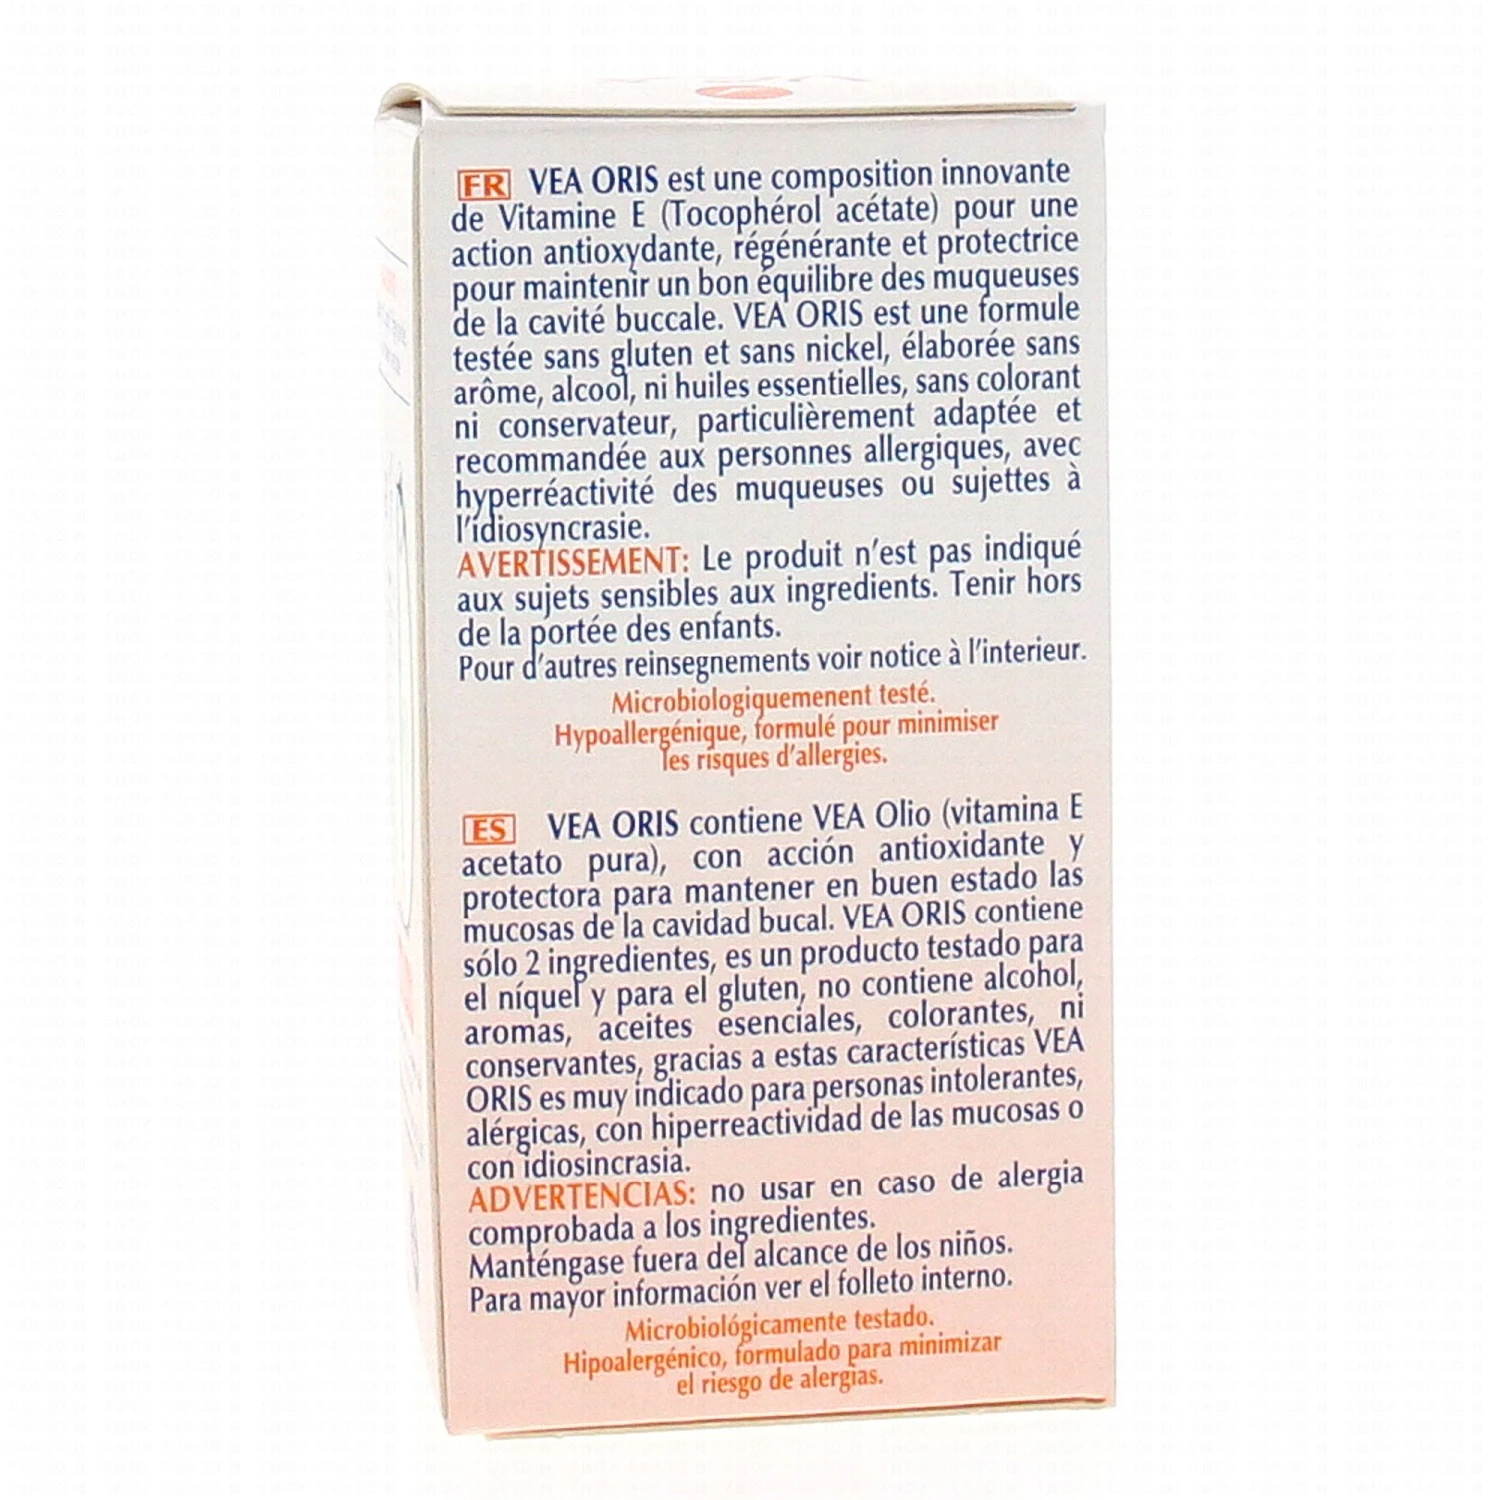 FR VEA ORIS est une composition innovante
de Vitamine E (Tocophérol acétate) pour une
action antioxydante, régénérante et protectrice
pour maintenir un bon équilibre des muqueuses
de la cavité buccale. VEA ORIS est une formule
testée sans gluten et sans nickel, élaborée sans
arôme, alcool, ni huiles essentielles, sans colorant
ni conservateur, particulièrement adaptée et
recommandée aux personnes allergiques, avec
hyperréactivité des muqueuses ou sujettes à
l'idiosyncrasie.
AVERTISSEMENT: Le produit n'est pas indiqué
aux sujets sensibles aux ingredients. Tenir hors
de la portée des enfants.
Pour d'autres reinsegnements voir notice à l'interieur.
Microbiologiquemenent testé.
Hypoallergénique, formulé pour minimiser
les risques d'allergies.
ES VEA ORIS contiene VEA Olio (vitamina E
acetato pura), con acción antioxidante y
protectora para mantener en buen estado las
mucosas de la cavidad bucal. VEA ORIS contiene
sólo 2 ingredientes, es un producto testado para
el níquel y para el gluten, no contiene alcohol,
aromas, aceites esenciales, colorantes, ni
conservantes, gracias a estas características VEA
ORIS es muy indicado para personas intolerantes,
alérgicas, con hiperreactividad de las mucosas o
con idiosincrasia.
ADVERTENCIAS: no usar en caso de alergia
comprobada a los ingredientes.
Manténgase fuera del alcance de los niños.
Para mayor información ver el folleto interno.
Microbiológicamente testado.
Hipoalergénico, formulado para minimizar
el riesgo de alergias.